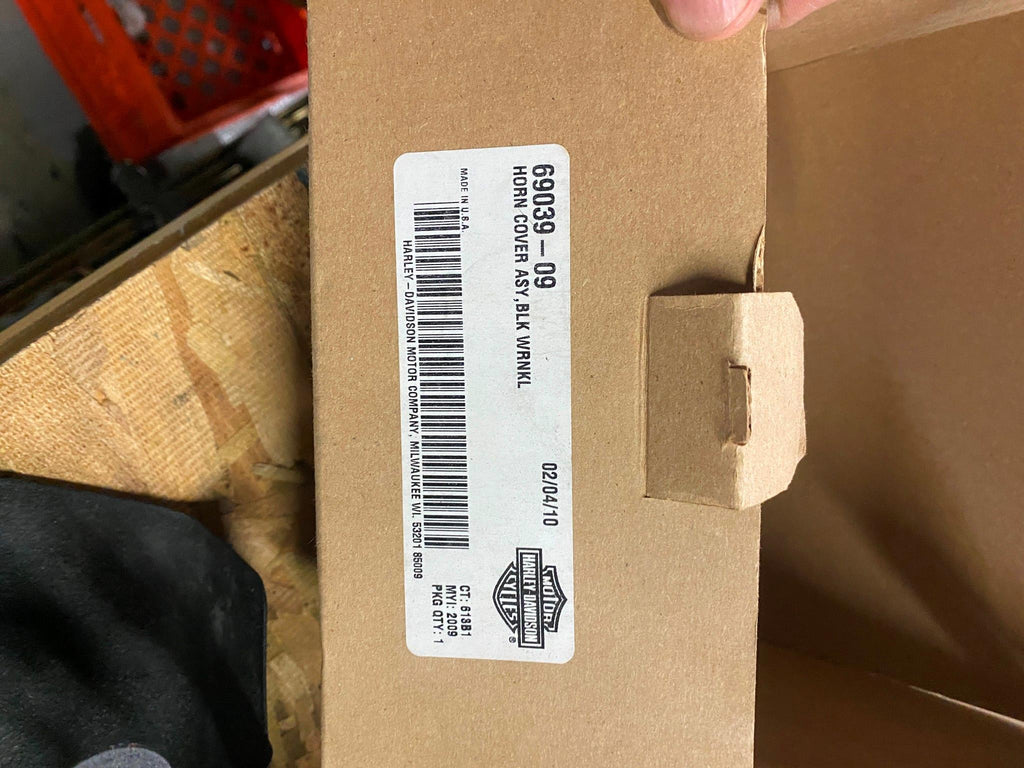 69039-09
HORN COVER ASY,BLK WRNKL
02/04/10
MADE IN U.S.A.
HARLEY-DAVIDSON MOTOR COMPANY, MILWAUKEE WI. 53201 85009
MOTOR
HARLEY-DAVIDSON
CYCLES
®
CT: 613B1
MYI: 2009
PKG QTY: 1